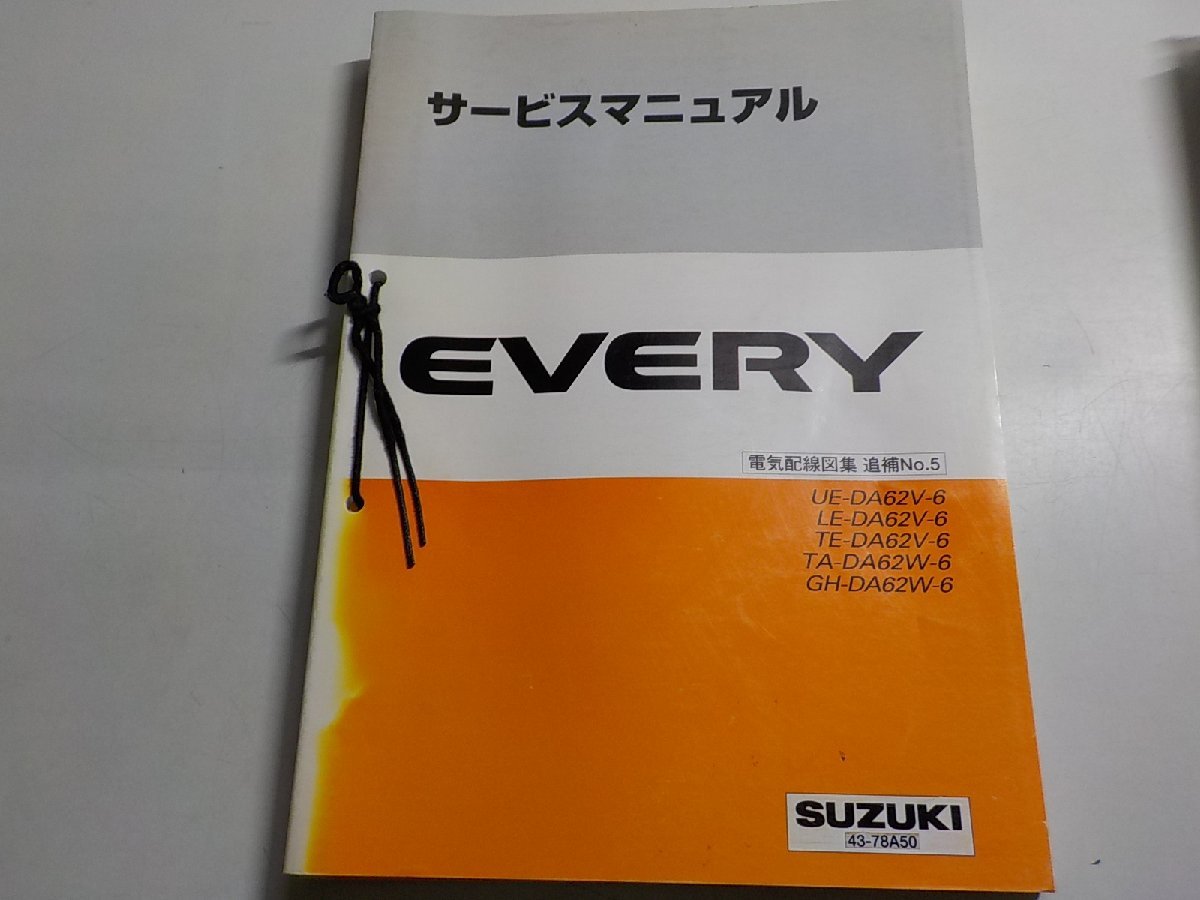 サービスマニュアル
EVERY
電気配線図集 追補No.5
UE-DA62V-6
LE-DA62V-6
TE-DA62V-6
TA-DA62W-6
GH-DA62W-6
SUZUKI
43-78A50